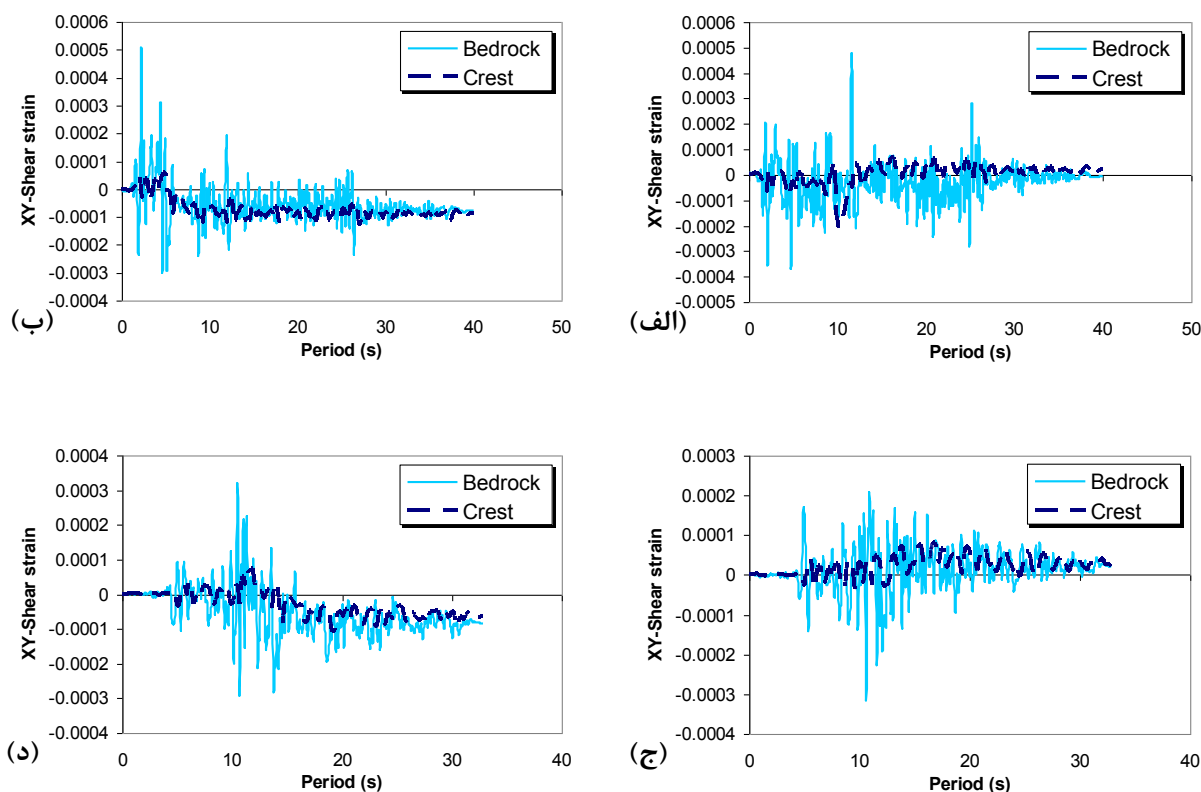 0.0006
0.0005
0.0004
0.0003
0.0002
0.0001
0
-0.0001
-0.0002
-0.0003
-0.0004
XY-Shear strain
Bedrock
Crest
0 10 20 30 40 50
Period (s)
(ب)
0.0006
0.0005
0.0004
0.0003
0.0002
0.0001
0.0000
-0.0001
-0.0002
-0.0003
-0.0004
-0.0005
XY-Shear strain
Bedrock
Crest
0 10 20 30 40 50
Period (s)
(الف)
0.0004
0.0003
0.0002
0.0001
0
-0.0001
-0.0002
-0.0003
-0.0004
XY-Shear strain
Bedrock
Crest
0 10 20 30 40
Period (s)
(د)
0.0003
0.0002
0.0001
0.0000
-0.0001
-0.0002
-0.0003
-0.0004
XY-Shear strain
Bedrock
Crest
0 10 20 30 40
Period (s)
(ج)